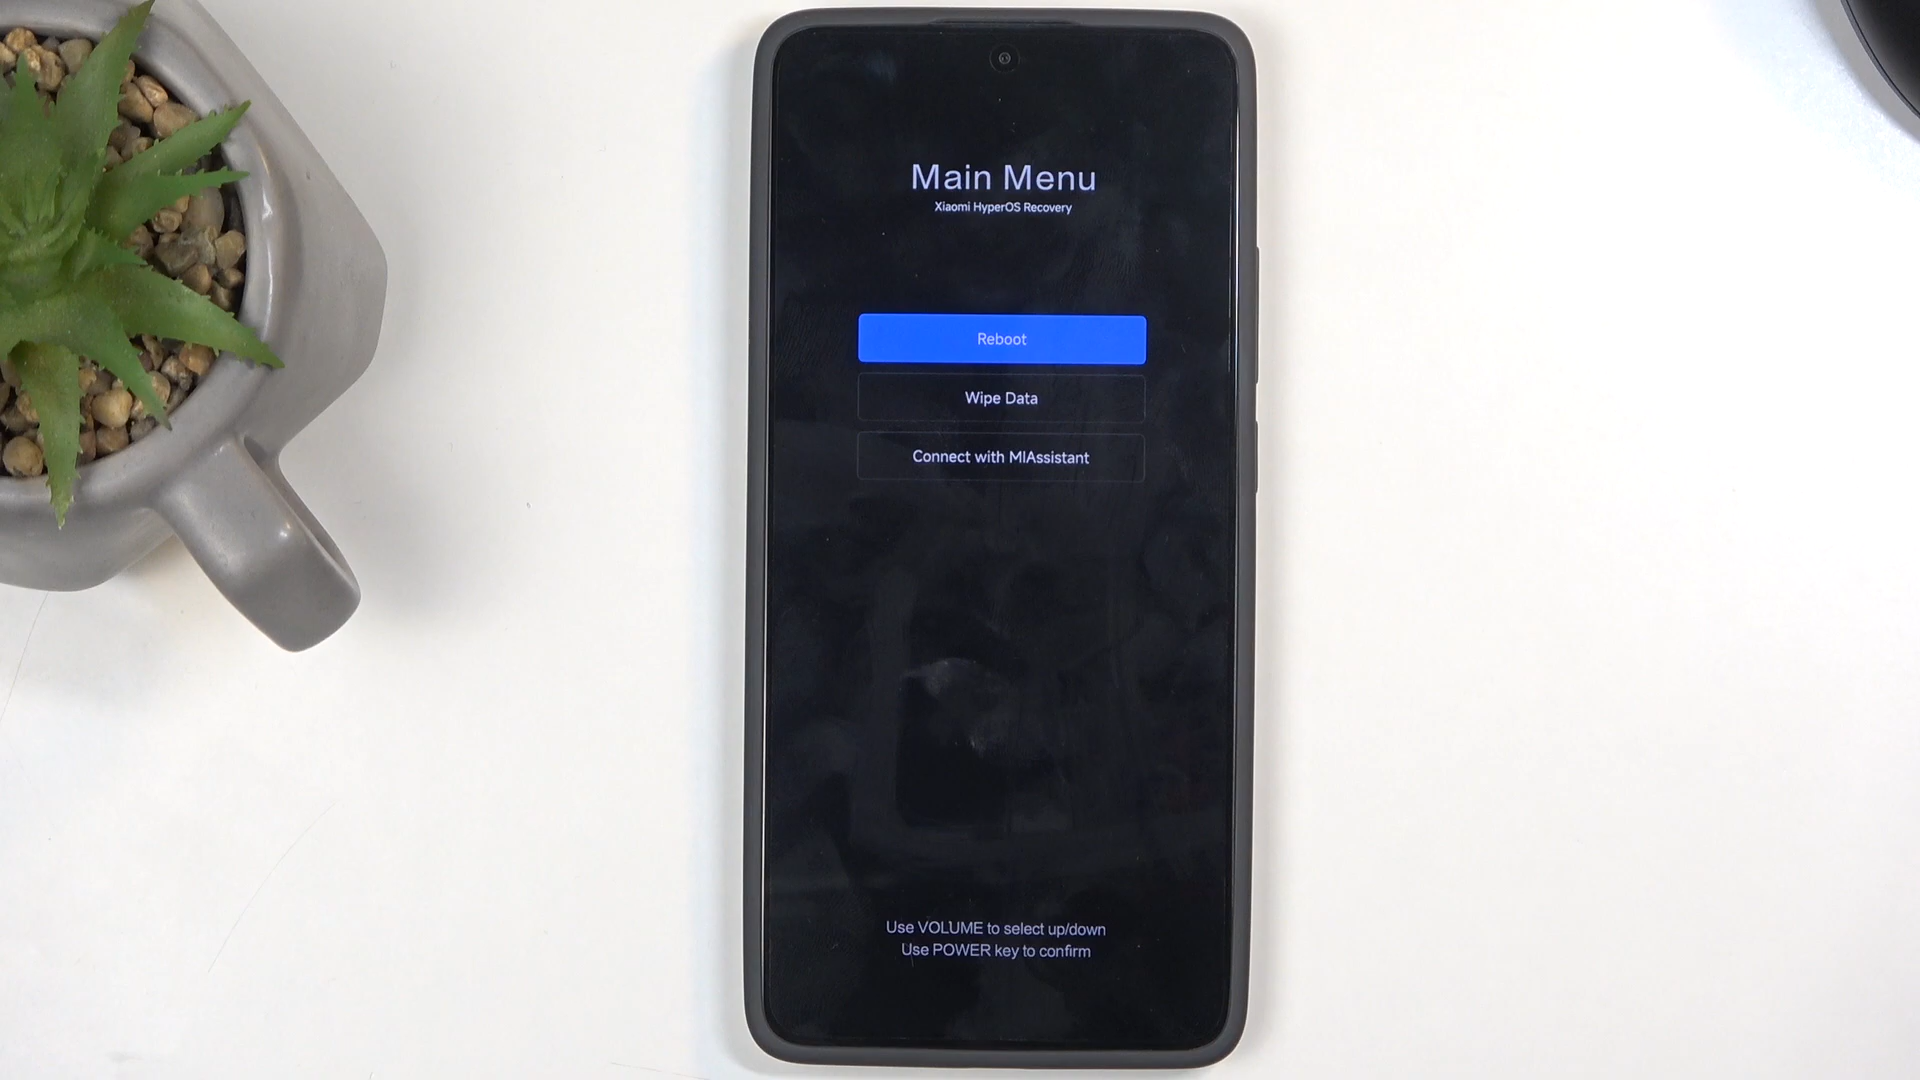 Main Menu
Xiaomi HyperOS Recovery
Reboot
Wipe Data
Connect with MIAssistant
Use VOLUME to select up/down
Use POWER key to confirm